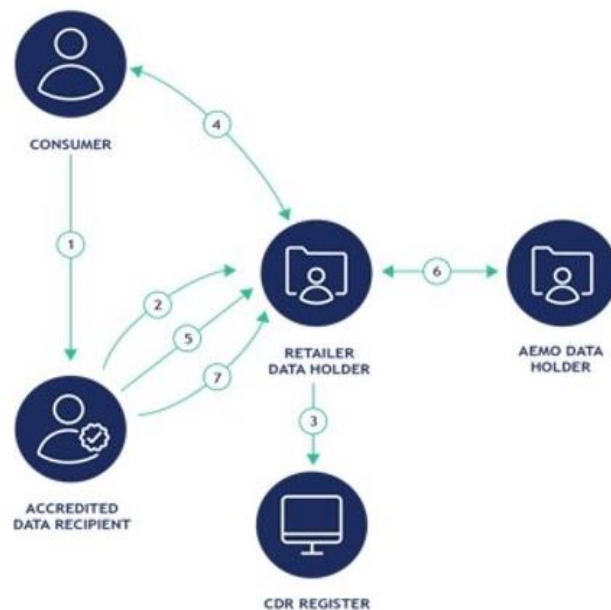 CONSUMER
4
1
6
2
5
7
RETAILER
DATA HOLDER
AEMO DATA
HOLDER
3
ACCREDITED
DATA RECIPIENT
CDR REGISTER